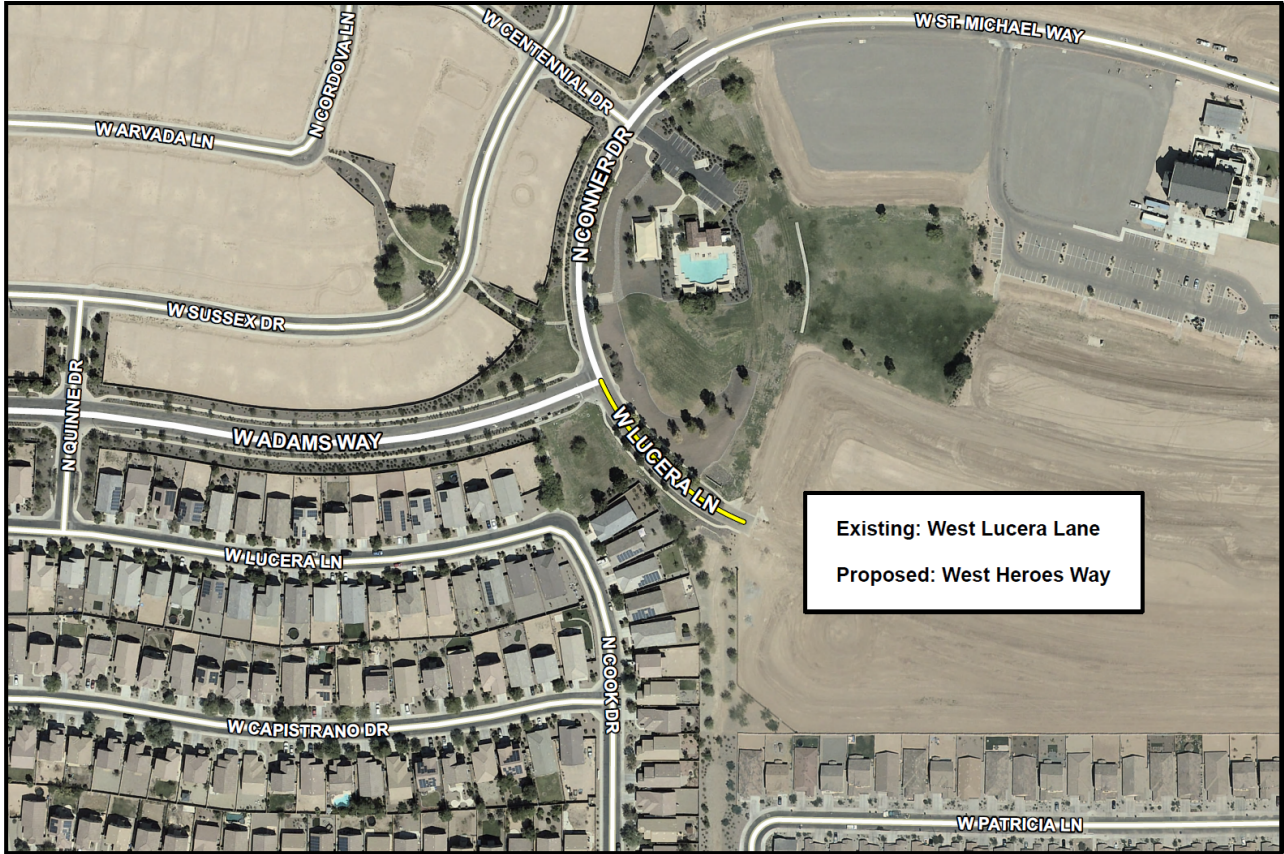 W ST. MICHAEL WAY
W CENTENNIAL DR
N CORDOVA LN
W ARVADA LN
N CONNER DR
W SUSSEX DR
N QUINNE DR
W ADAMS WAY
W LUCERA LN
Existing: West Lucera Lane
Proposed: West Heroes Way
W LUCERA LN
N COOK DR
W CAPISTRANO DR
W PATRICIA LN